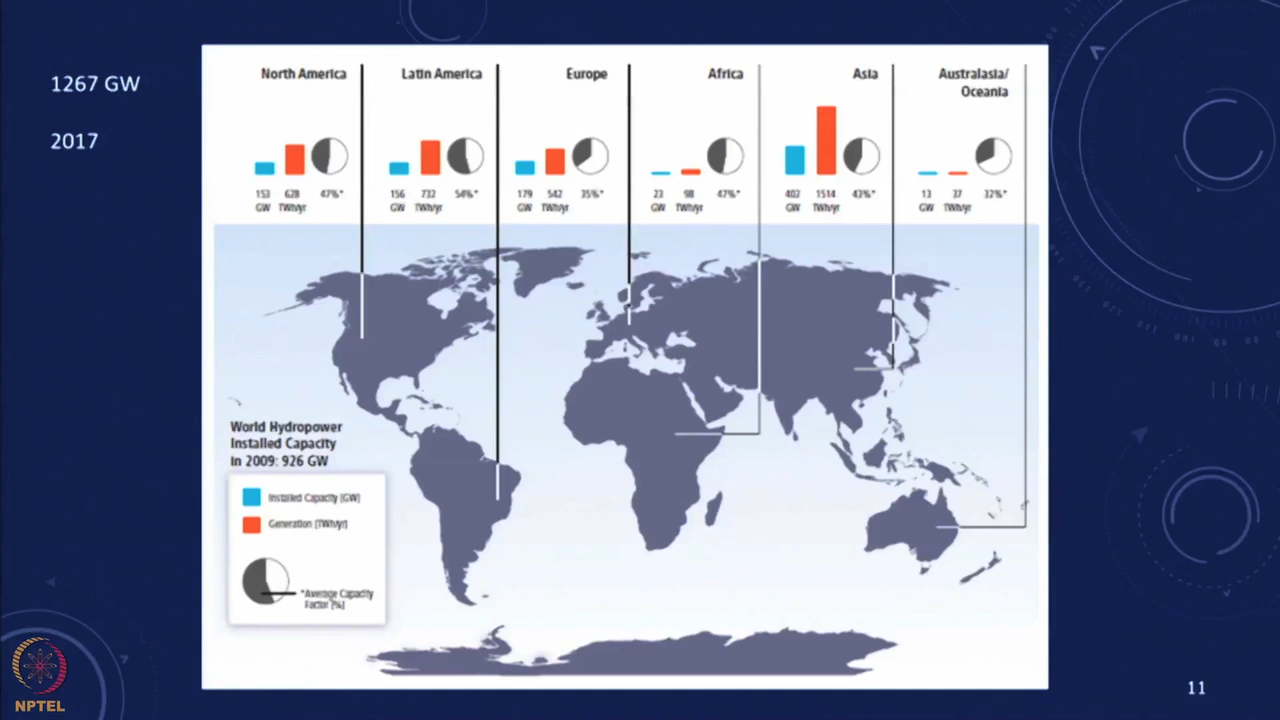 1267 GW
2017
North America
Latin America
Europe
Africa
Asia
Australasia/
Oceania
153
GW
628
TWh/yr
47%*
156
GW
732
TWh/yr
54%*
179
GW
542
TWh/yr
35%*
23
GW
98
TWh/yr
47%*
402
GW
1514
TWh/yr
43%*
13
GW
37
TWh/yr
32%*
World Hydropower
Installed Capacity
in 2009: 926 GW
Installed Capacity (GW)
Generation (TWh/yr)
*Average Capacity
Factor (%)
NPTEL
11